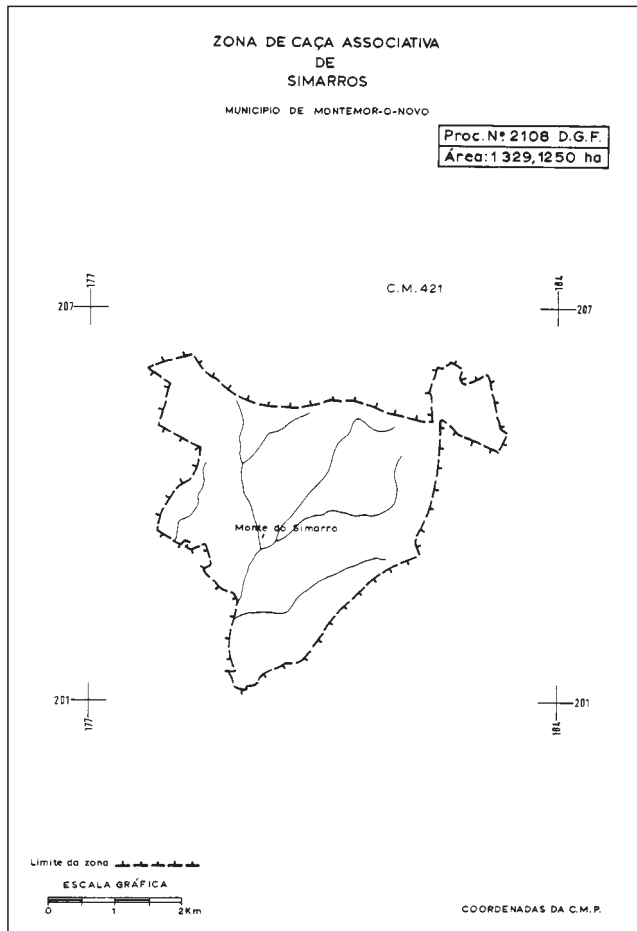 ZONA DE CAÇA ASSOCIATIVA
DE
SIMARROS
MUNICIPIO DE MONTEMOR-O-NOVO
Proc. Nº 2108 D.G.F.
Área: 1 329,1250 ha
C.M. 421
177
184
207
207
Monte do Simarro
201
201
177
184
Limite da zona
ESCALA GRÁFICA
0 1 2Km
COORDENADAS DA C.M.P.